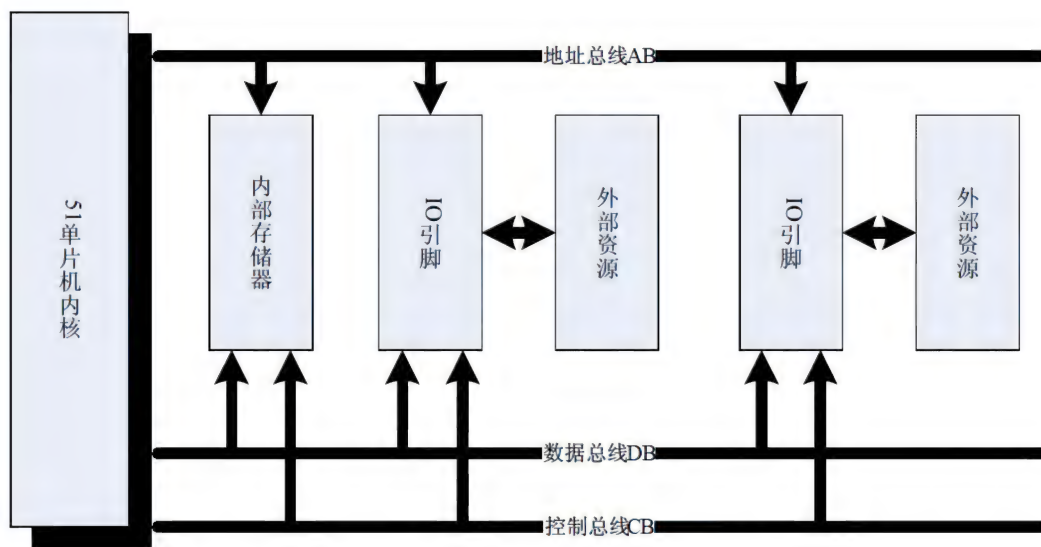 地址总线AB
51单片机内核
内部存储器
IO引脚
外部资源
IO引脚
外部资源
数据总线DB
控制总线CB